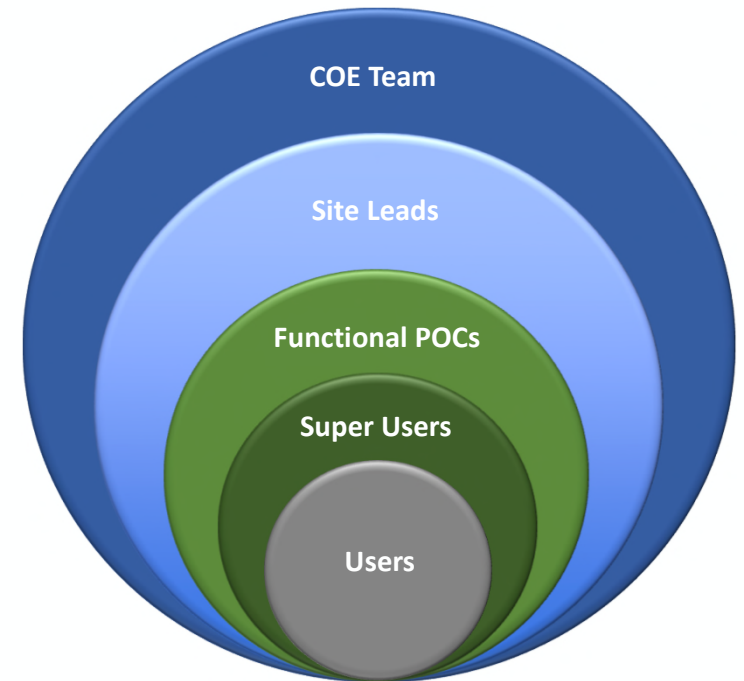 COE Team
Site Leads
Functional POCs
Super Users
Users